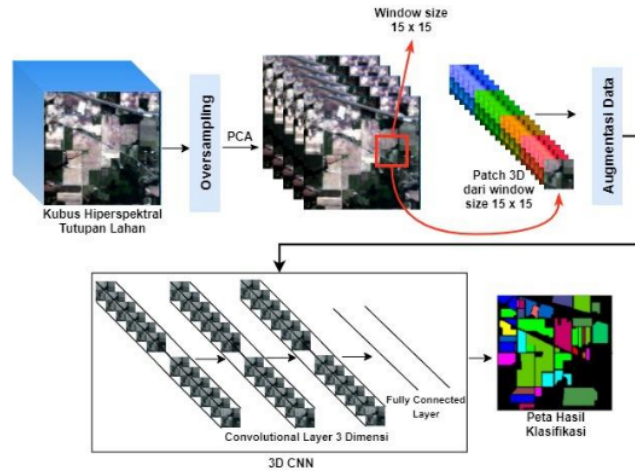 Window size
15 x 15
Kubus Hiperspektral
Tutupan Lahan
Oversampling
PCA
Patch 3D
dari window
size 15 x 15
Augmentasi Data
Convolutional Layer 3 Dimensi
Fully Connected
Layer
3D CNN
Peta Hasil
Klasifikasi